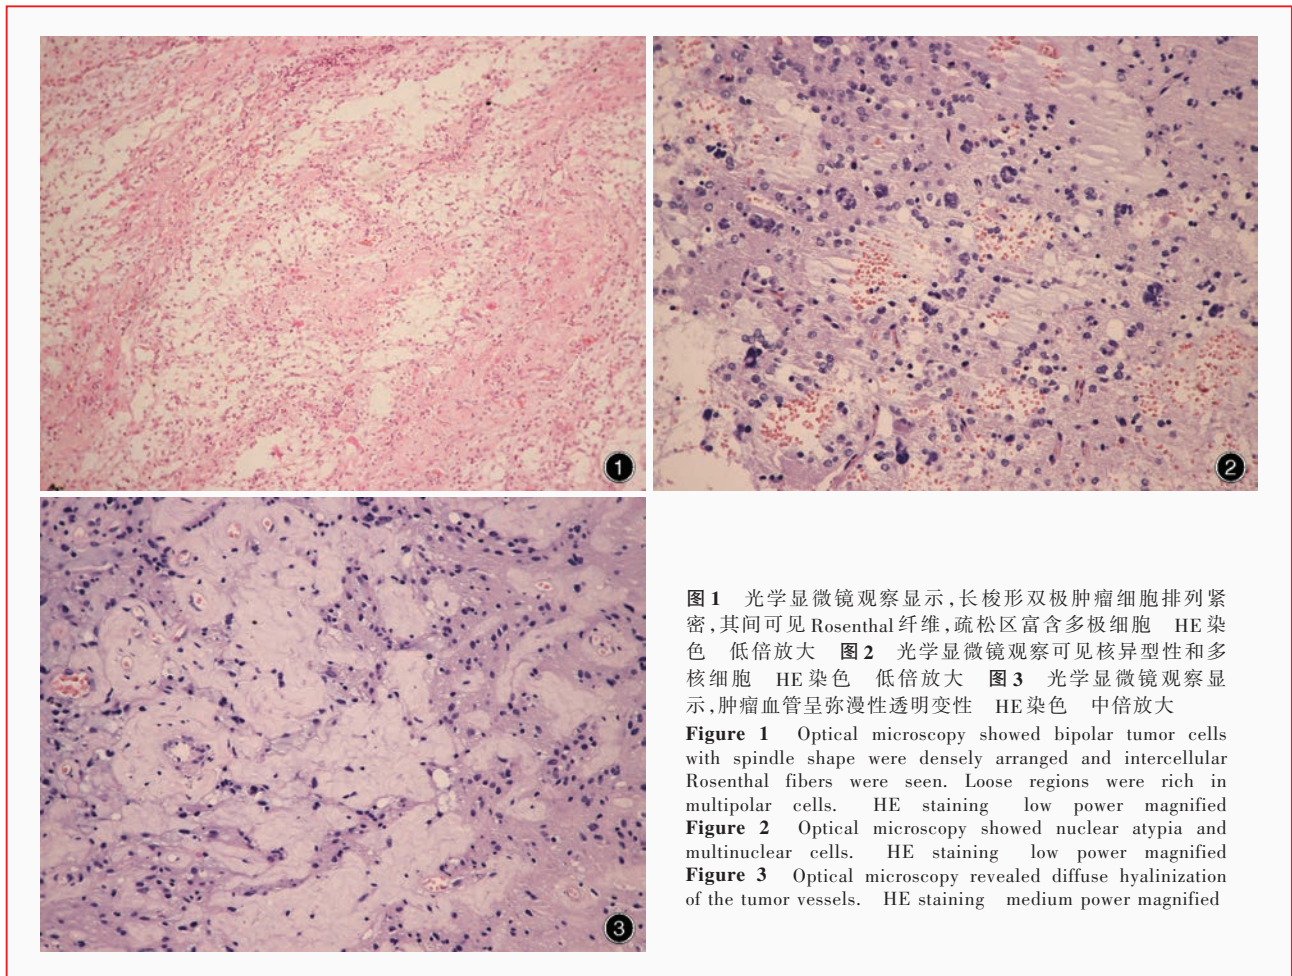 1
2
3
图1 光学显微镜观察显示,长梭形双极肿瘤细胞排列紧
密,其间可见Rosenthal纤维,疏松区富含多极细胞 HE染
色 低倍放大 图2 光学显微镜观察可见核异型性和多
核细胞 HE染色 低倍放大 图3 光学显微镜观察显
示,肿瘤血管呈弥漫性透明变性 HE染色 中倍放大
Figure 1 Optical microscopy showed bipolar tumor cells
with spindle shape were densely arranged and intercellular
Rosenthal fibers were seen. Loose regions were rich in
multipolar cells. HE staining low power magnified
Figure 2 Optical microscopy showed nuclear atypia and
multinuclear cells. HE staining low power magnified
Figure 3 Optical microscopy revealed diffuse hyalinization
of the tumor vessels. HE staining medium power magnified